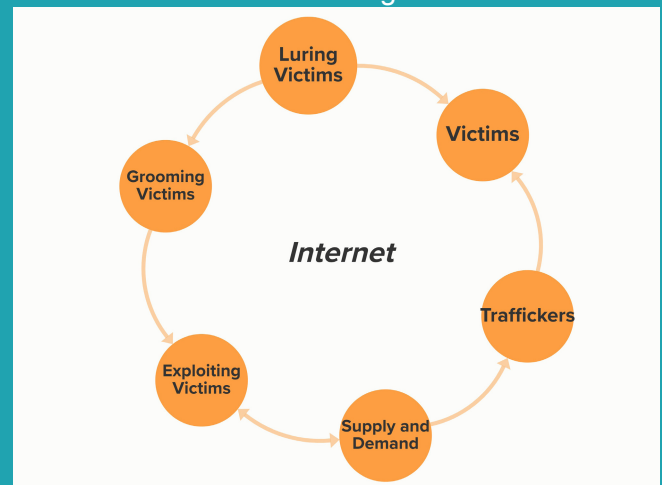 Luring
Victims
Victims
Grooming
Victims
Internet
Traffickers
Exploiting
Victims
Supply and
Demand